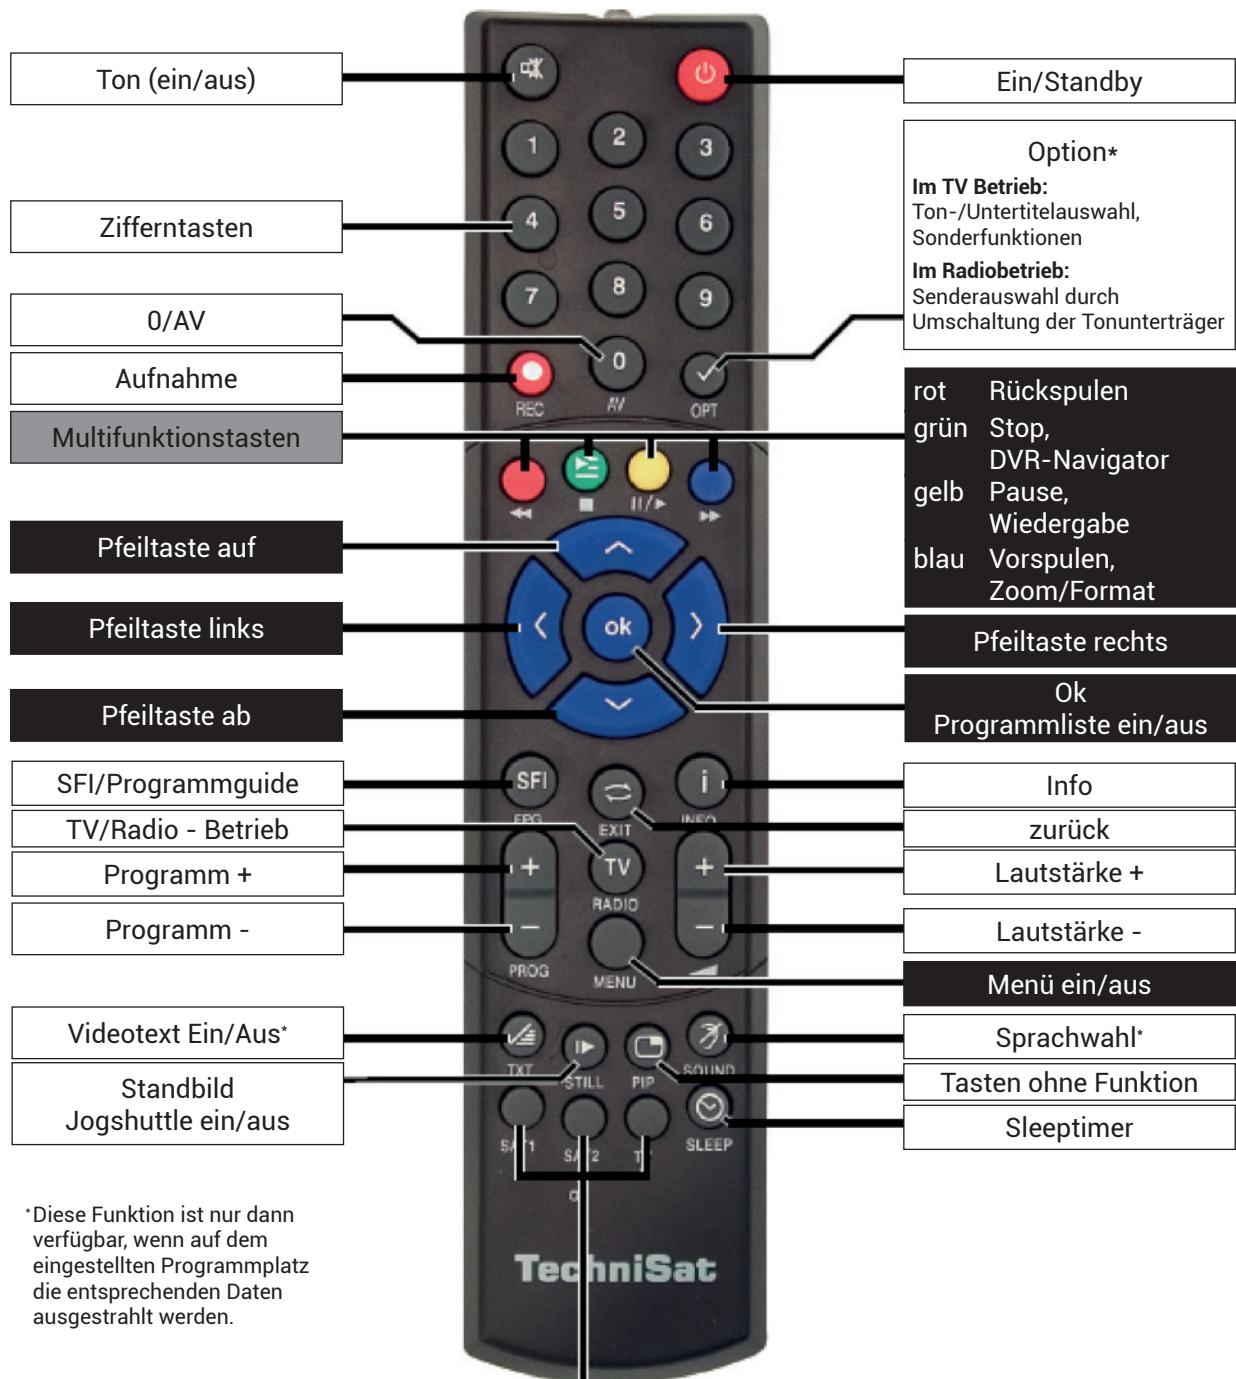 Ton (ein/aus)
Ein/Standby
1
2
3
Option*
Im TV Betrieb:
Ton-/Untertitelauswahl,
Sonderfunktionen
Im Radiobetrieb:
Senderauswahl durch
Umschaltung der Tonunterträger
Zifferntasten
4
5
6
7
8
9
0/AV
0
Aufnahme
REC
AV
OPT
Multifunktionstasten
rot Rückspulen
grün Stop,
DVR-Navigator
gelb Pause,
Wiedergabe
blau Vorspulen,
Zoom/Format
Pfeiltaste auf
Pfeiltaste links
ok
Pfeiltaste rechts
Pfeiltaste ab
Ok
Programmliste ein/aus
SFI/Programmguide
SFI
i
Info
EPG
EXIT
INFO
TV/Radio - Betrieb
TV
zurück
Programm +
+
+
Lautstärke +
RADIO
Programm -
−
−
Lautstärke -
PROG
MENU
Menü ein/aus
Videotext Ein/Aus*
Sprachwahl*
TXT
STILL
PIP
SOUND
Standbild
Jogshuttle ein/aus
Tasten ohne Funktion
Sleeptimer
SAT1
SAT2
TV
SLEEP
*Diese Funktion ist nur dann
verfügbar, wenn auf dem
eingestellten Programmplatz
die entsprechenden Daten
ausgestrahlt werden.
TechniSat